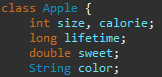 class Apple {
    int size, calorie;
    long lifetime;
    double sweet;
    String color;